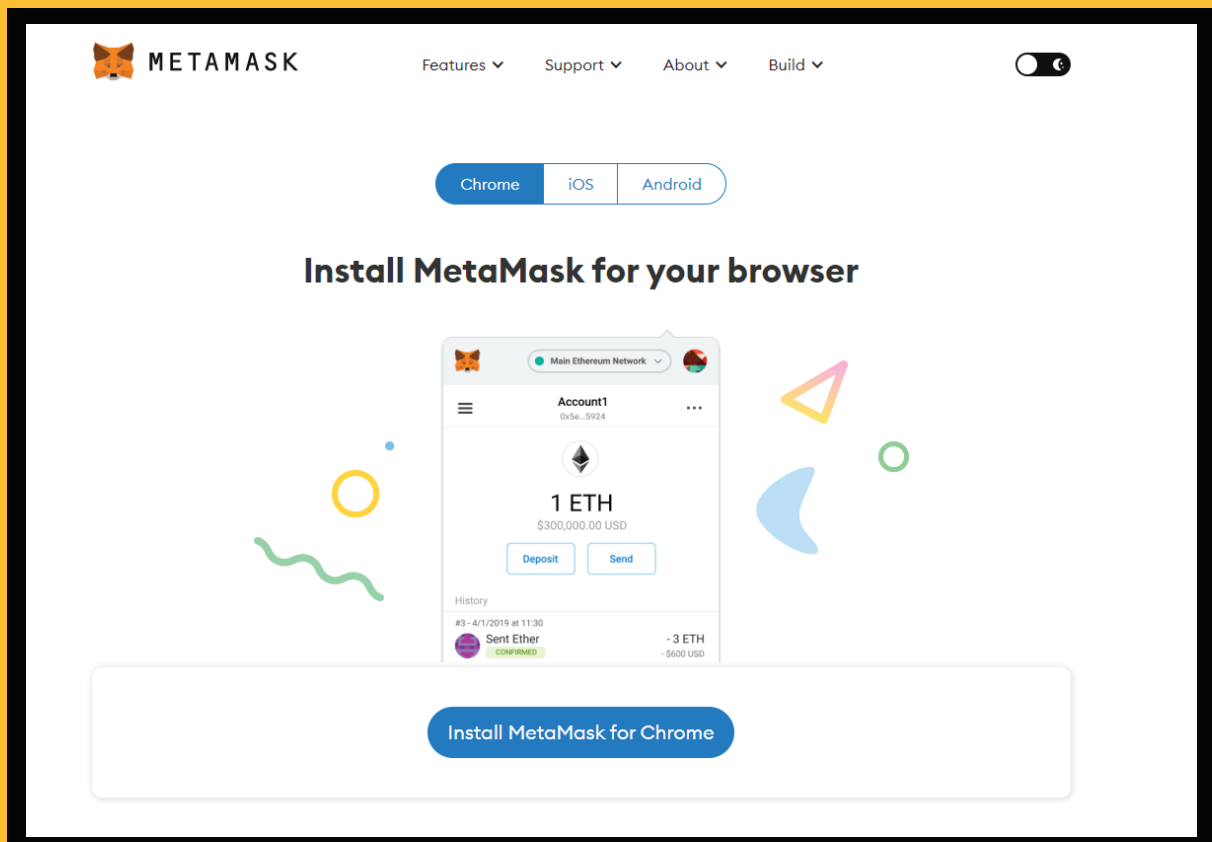 METAMASK
Features Support About Build
Chrome iOS Android
Install MetaMask for your browser
Main Ethereum Network
Account1
0x5e...5924
1 ETH
$300,000.00 USD
Deposit Send
History
#3 - 4/1/2019 at 11:30
Sent Ether - 3 ETH
CONFIRMED - $600 USD
Install MetaMask for Chrome